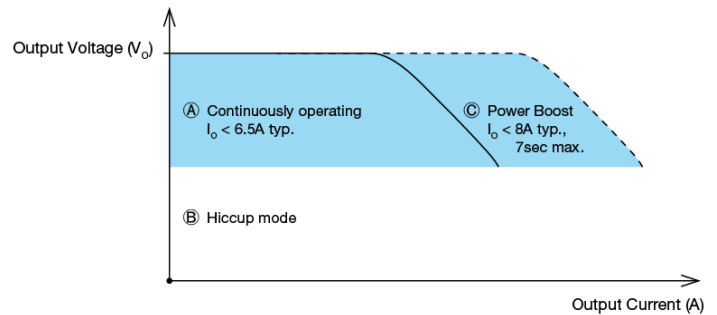 Output Voltage (Vo)
Ⓐ Continuously operating
Io < 6.5A typ.
Ⓒ Power Boost
Io < 8A typ.,
7sec max.
Ⓑ Hiccup mode
Output Current (A)